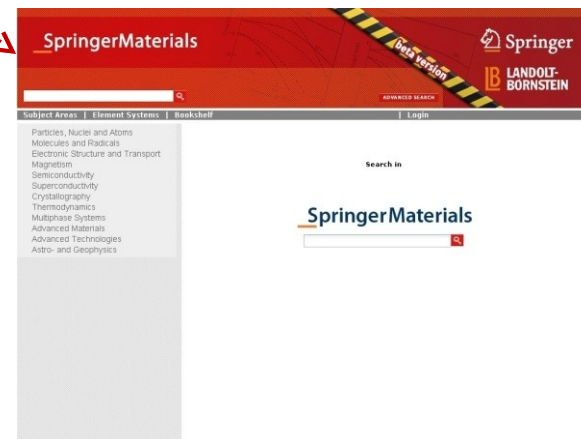 SpringerMaterials
beta version
Springer
LANDOLT-
BÖRNSTEIN
ADVANCED SEARCH
Subject Areas | Element Systems | Bookshelf | Login
Particles, Nuclei and Atoms
Molecules and Radicals
Electronic Structure and Transport
Magnetism
Semiconductivity
Superconductivity
Crystallography
Thermodynamics
Multiphase Systems
Advanced Materials
Advanced Technologies
Astro- and Geophysics
Search in
SpringerMaterials